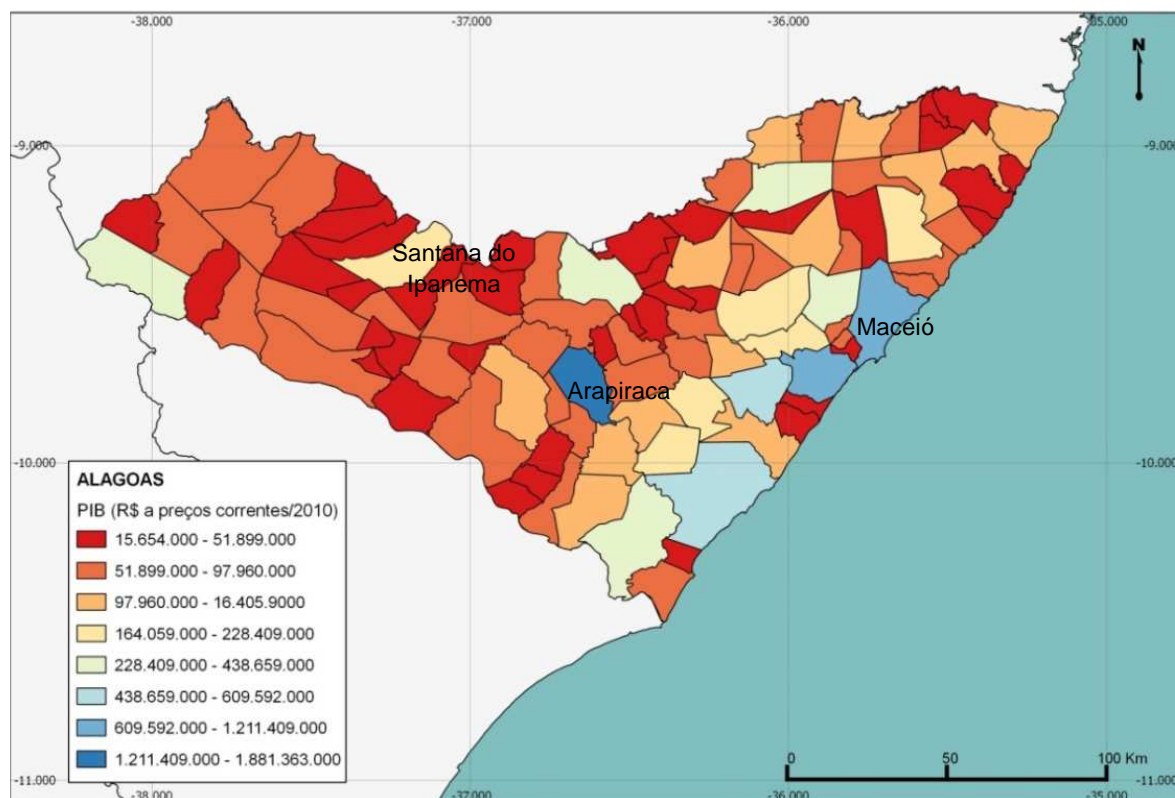 -38.000
-37.000
-36.000
-35.000
N
-9.000
-9.000
Santana do
Ipanema
Maceió
Arapiraca
-10.000
-10.000
ALAGOAS
PIB (R$ a preços correntes/2010)
15.654.000 - 51.899.000
51.899.000 - 97.960.000
97.960.000 - 16.405.9000
164.059.000 - 228.409.000
228.409.000 - 438.659.000
438.659.000 - 609.592.000
609.592.000 - 1.211.409.000
1.211.409.000 - 1.881.363.000
0 50 100 Km
-11.000
-11.000
-38.000
-37.000
-36.000
-35.000